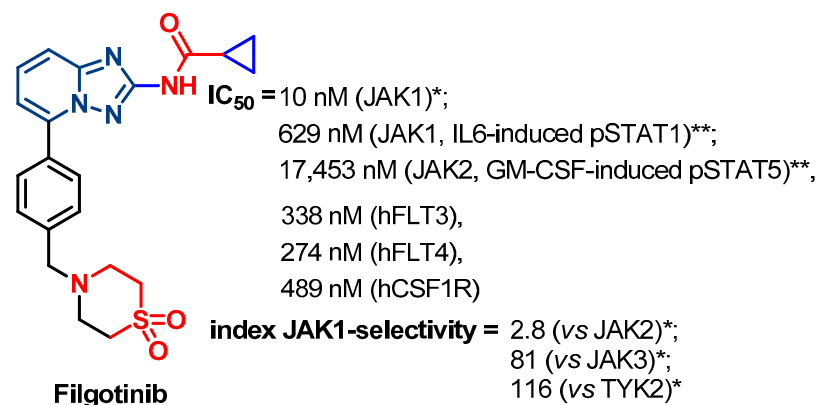 O
N
NH
N
N
IC50 = 10 nM (JAK1)*;
629 nM (JAK1, IL6-induced pSTAT1)**;
17,453 nM (JAK2, GM-CSF-induced pSTAT5)**,
338 nM (hFLT3),
274 nM (hFLT4),
489 nM (hCSF1R)
N
S
O
O
index JAK1-selectivity = 2.8 (vs JAK2)*;
81 (vs JAK3)*;
116 (vs TYK2)*
Filgotinib